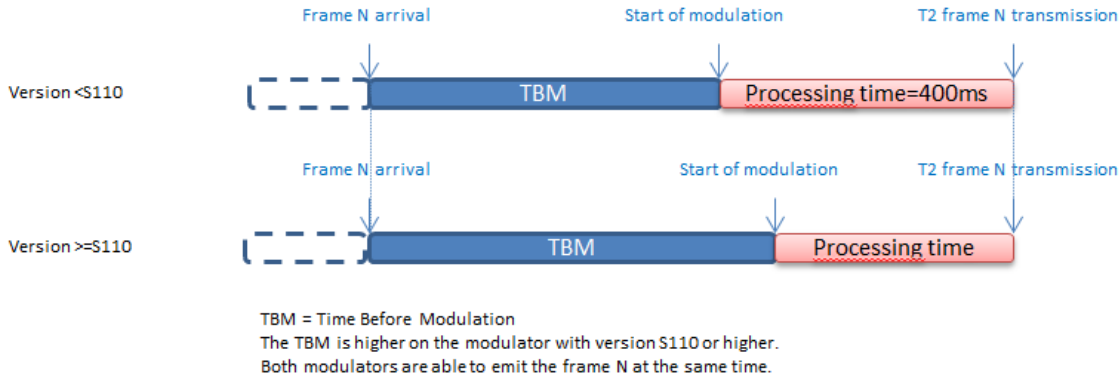 Frame N arrival Start of modulation T2 frame N transmission
Version <S110 TBM Processing time=400ms
Frame N arrival Start of modulation T2 frame N transmission
Version >=S110 TBM Processing time
TBM = Time Before Modulation
The TBM is higher on the modulator with version S110 or higher.
Both modulators are able to emit the frame N at the same time.